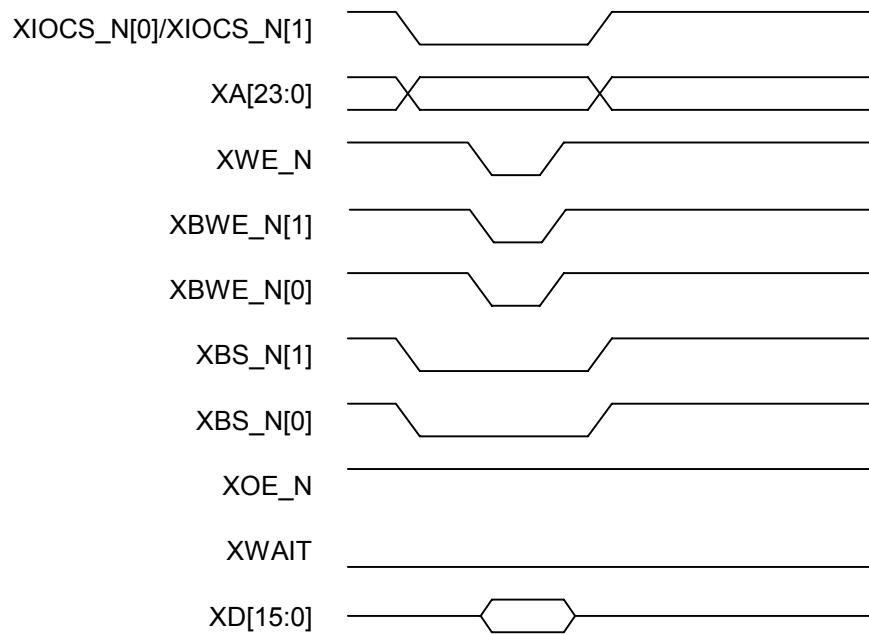 XIOCS_N[0]/XIOCS_N[1]
XA[23:0]
XWE_N
XBWE_N[1]
XBWE_N[0]
XBS_N[1]
XBS_N[0]
XOE_N
XWAIT
XD[15:0]